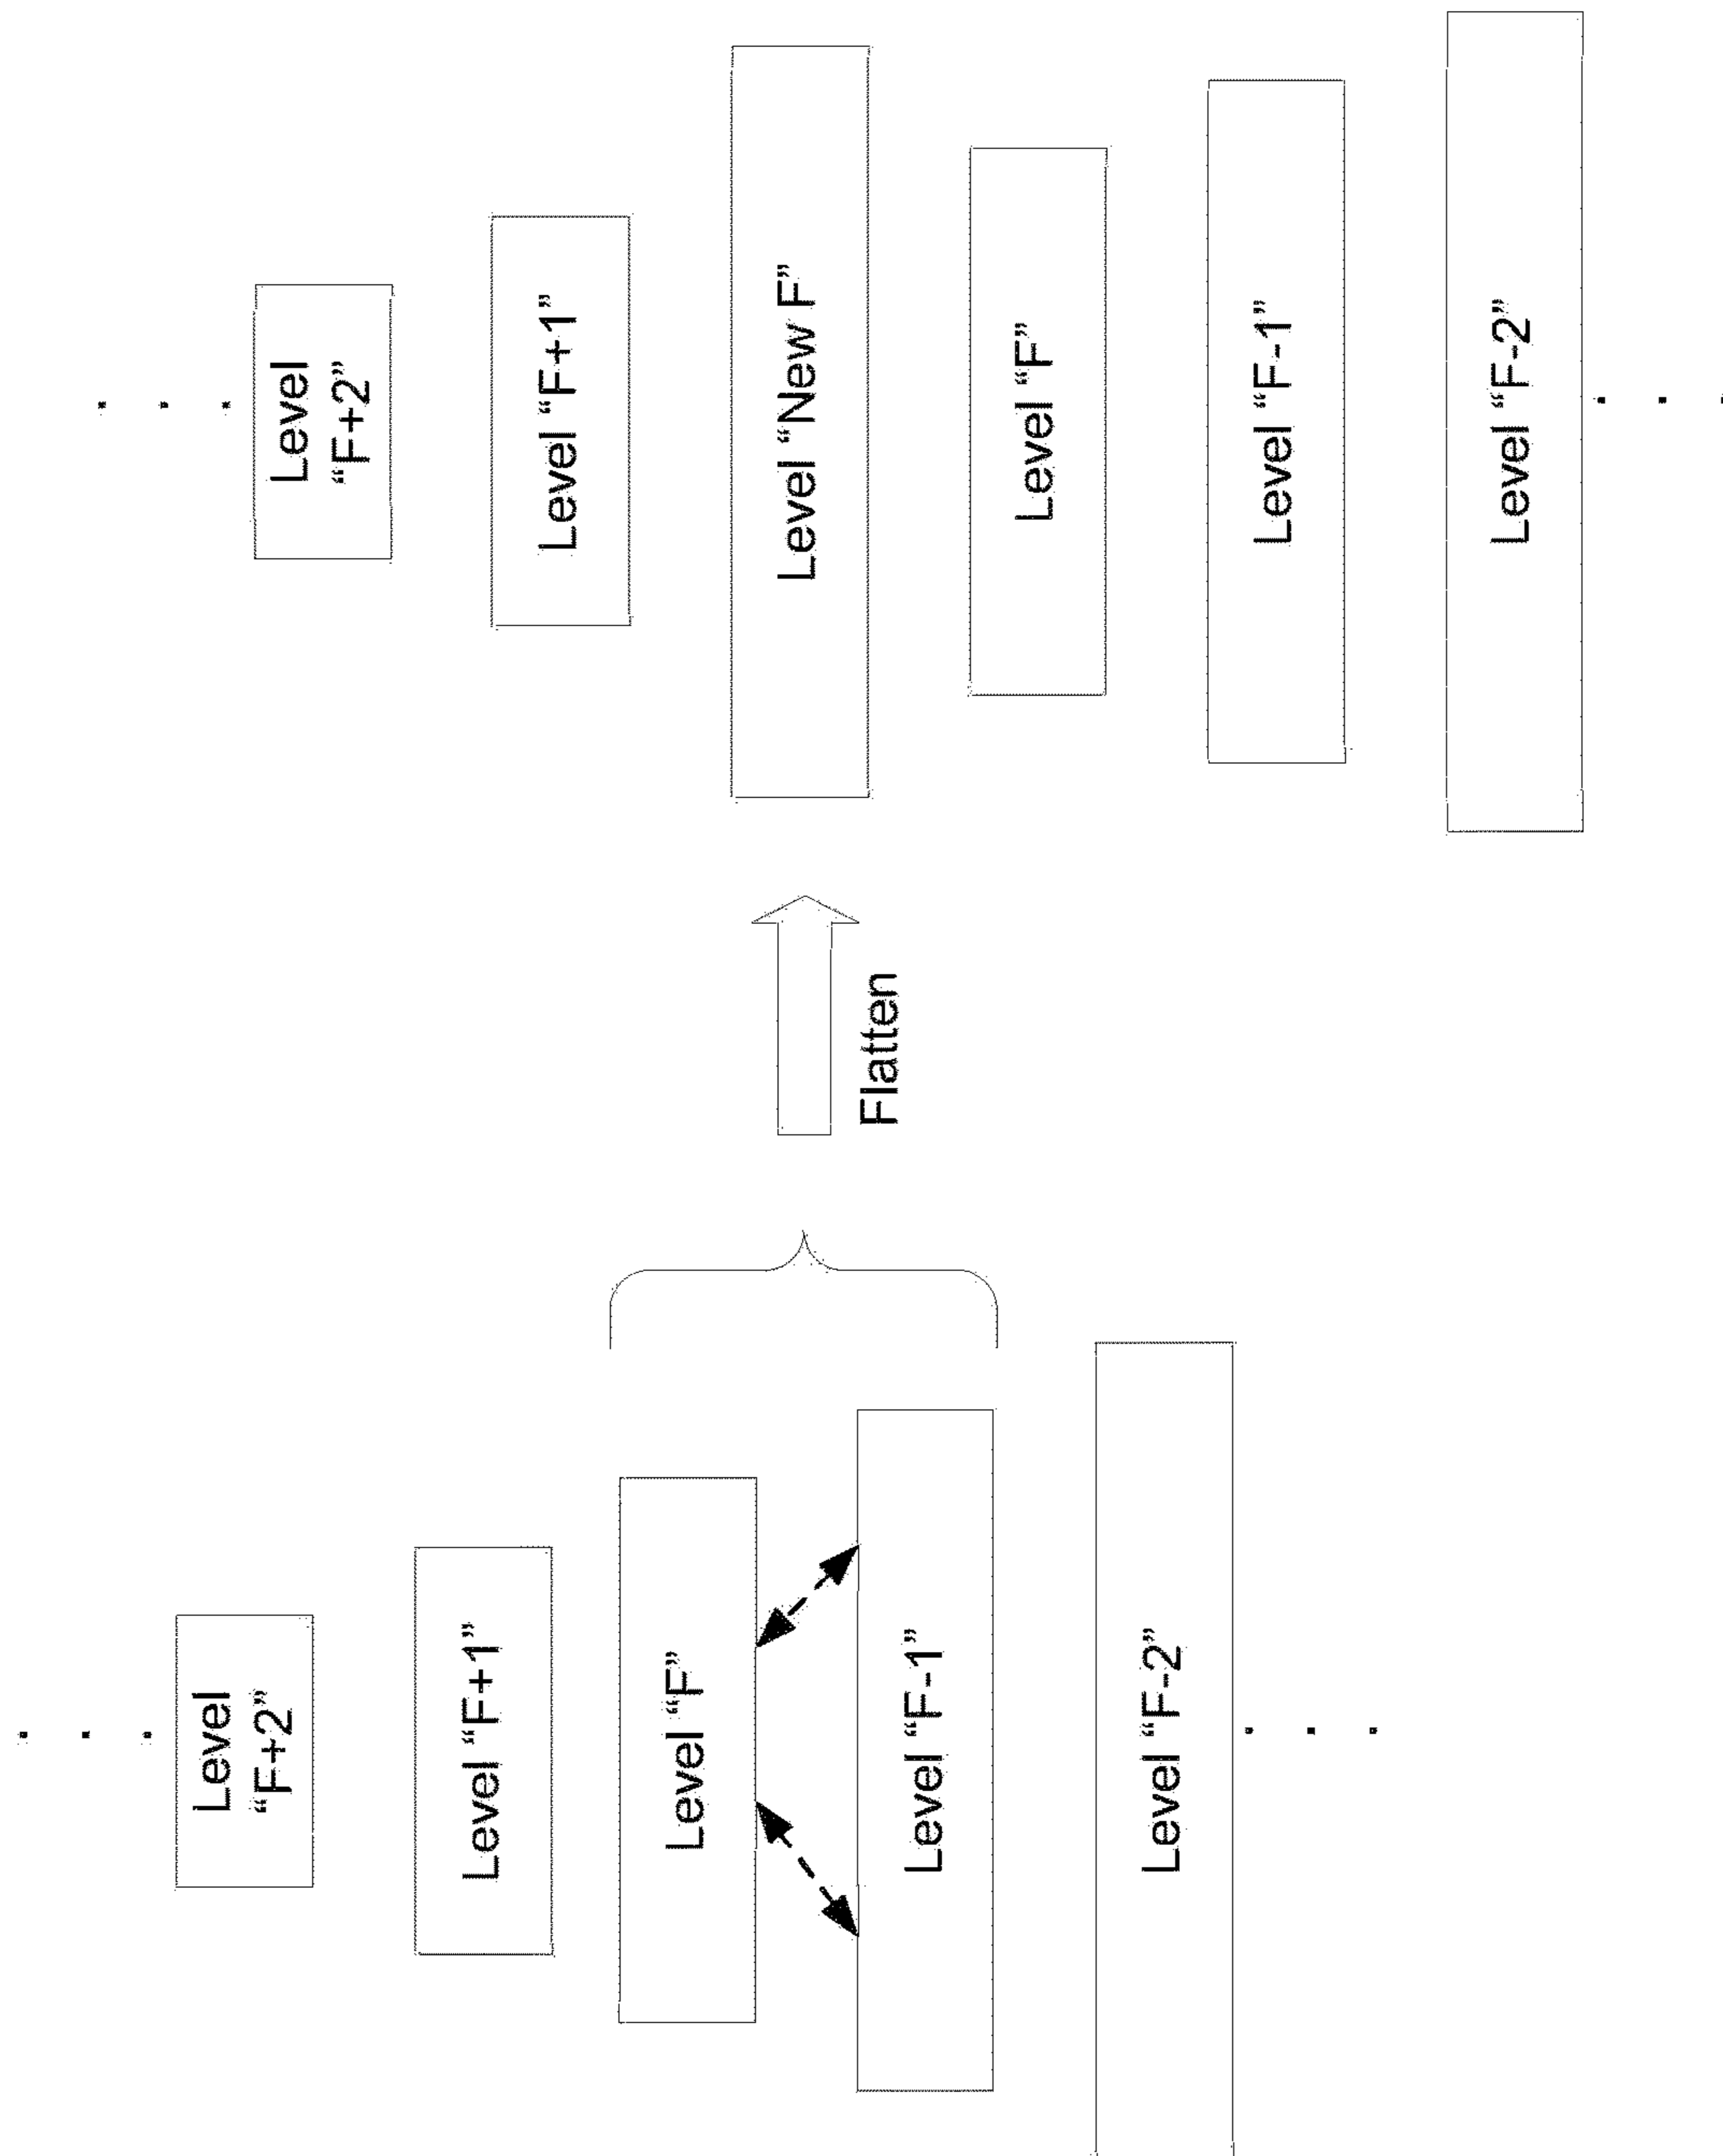 Level
“F+2”
Level “F+1”
Level “F”
Level “F-1”
Level “F-2”
Flatten
Level
“F+2”
Level “F+1”
Level “New F”
Level “F”
Level “F-1”
Level “F-2”